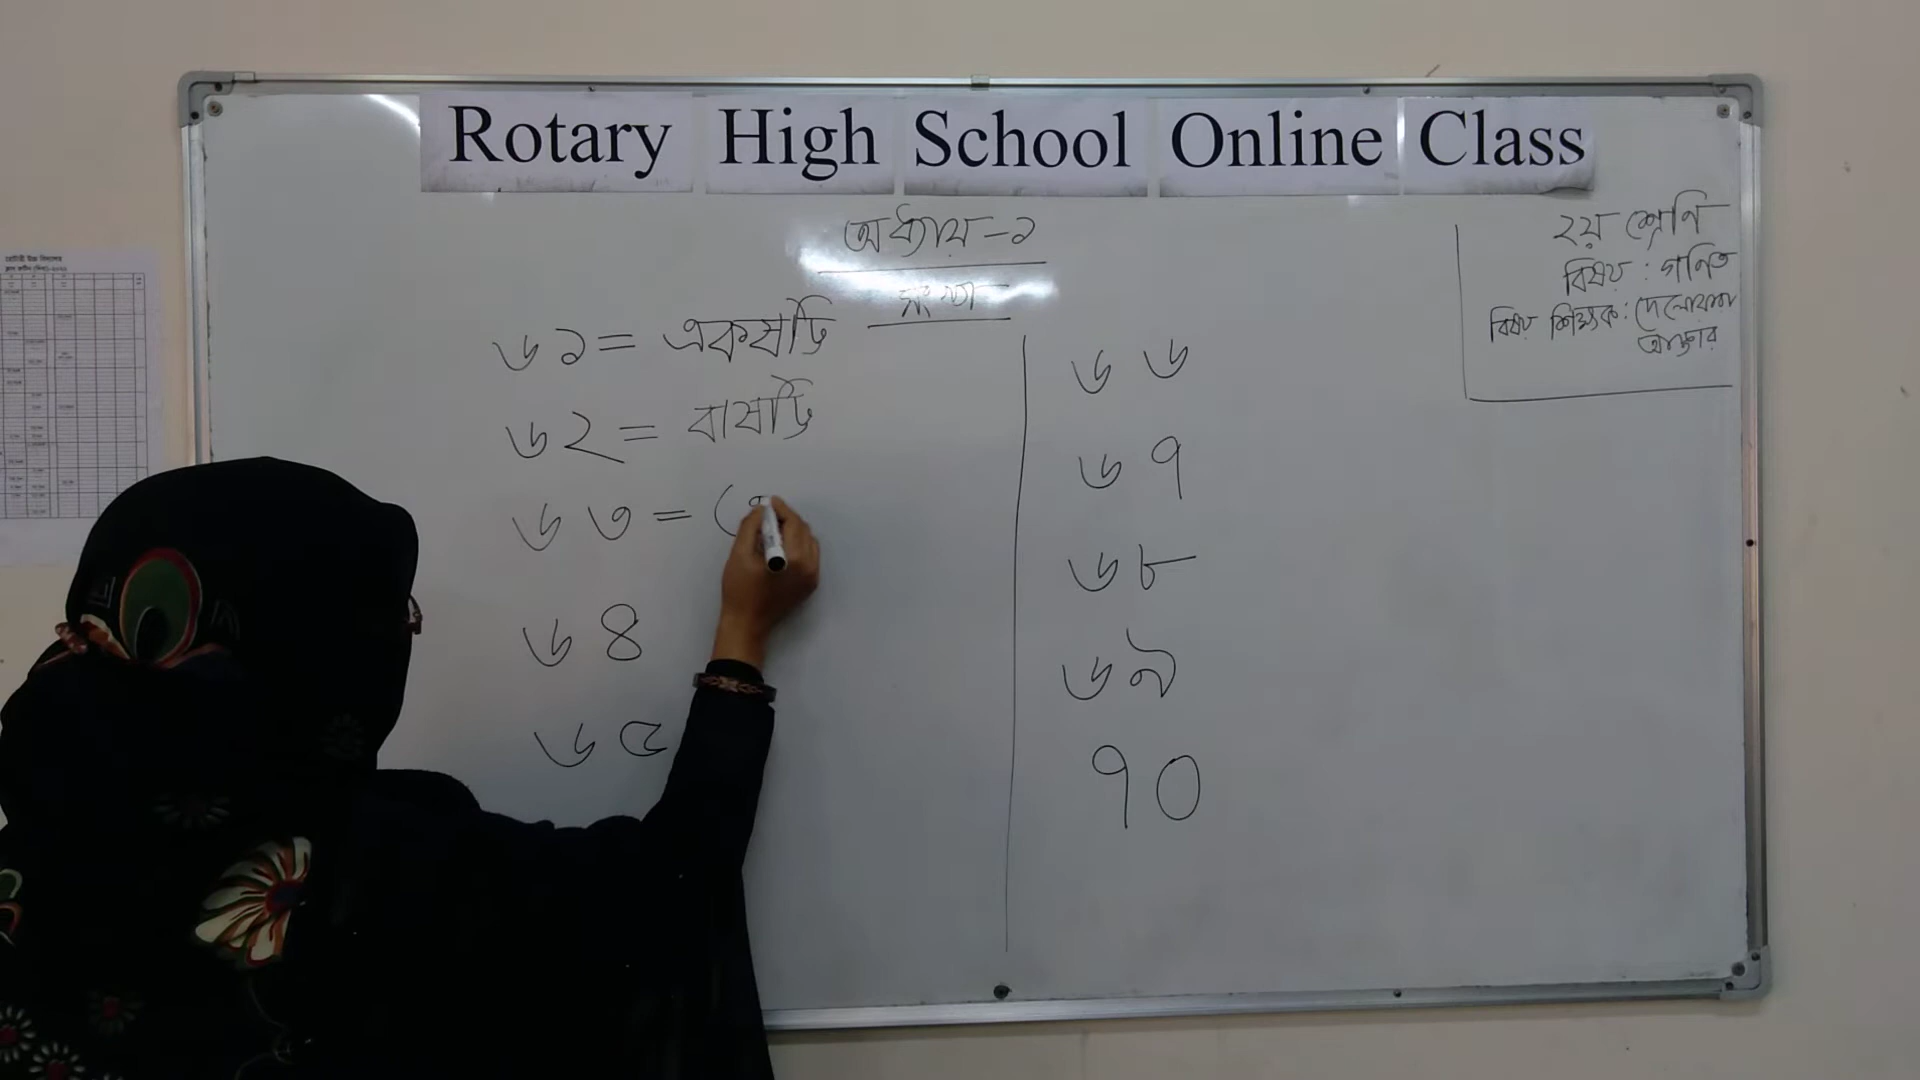 Rotary High School Online Class
অধ্যায়-১
সংখ্যা
২য় শ্রেণি
বিষয় : গণিত
বিষয় শিক্ষক: দেলোয়ারা
আক্তার
৬১ = একষট্টি
৬২ = বাষট্টি
৬৩ = তে
৬৪
৬৫
৬৬
৬৭
৬৮
৬৯
৭০